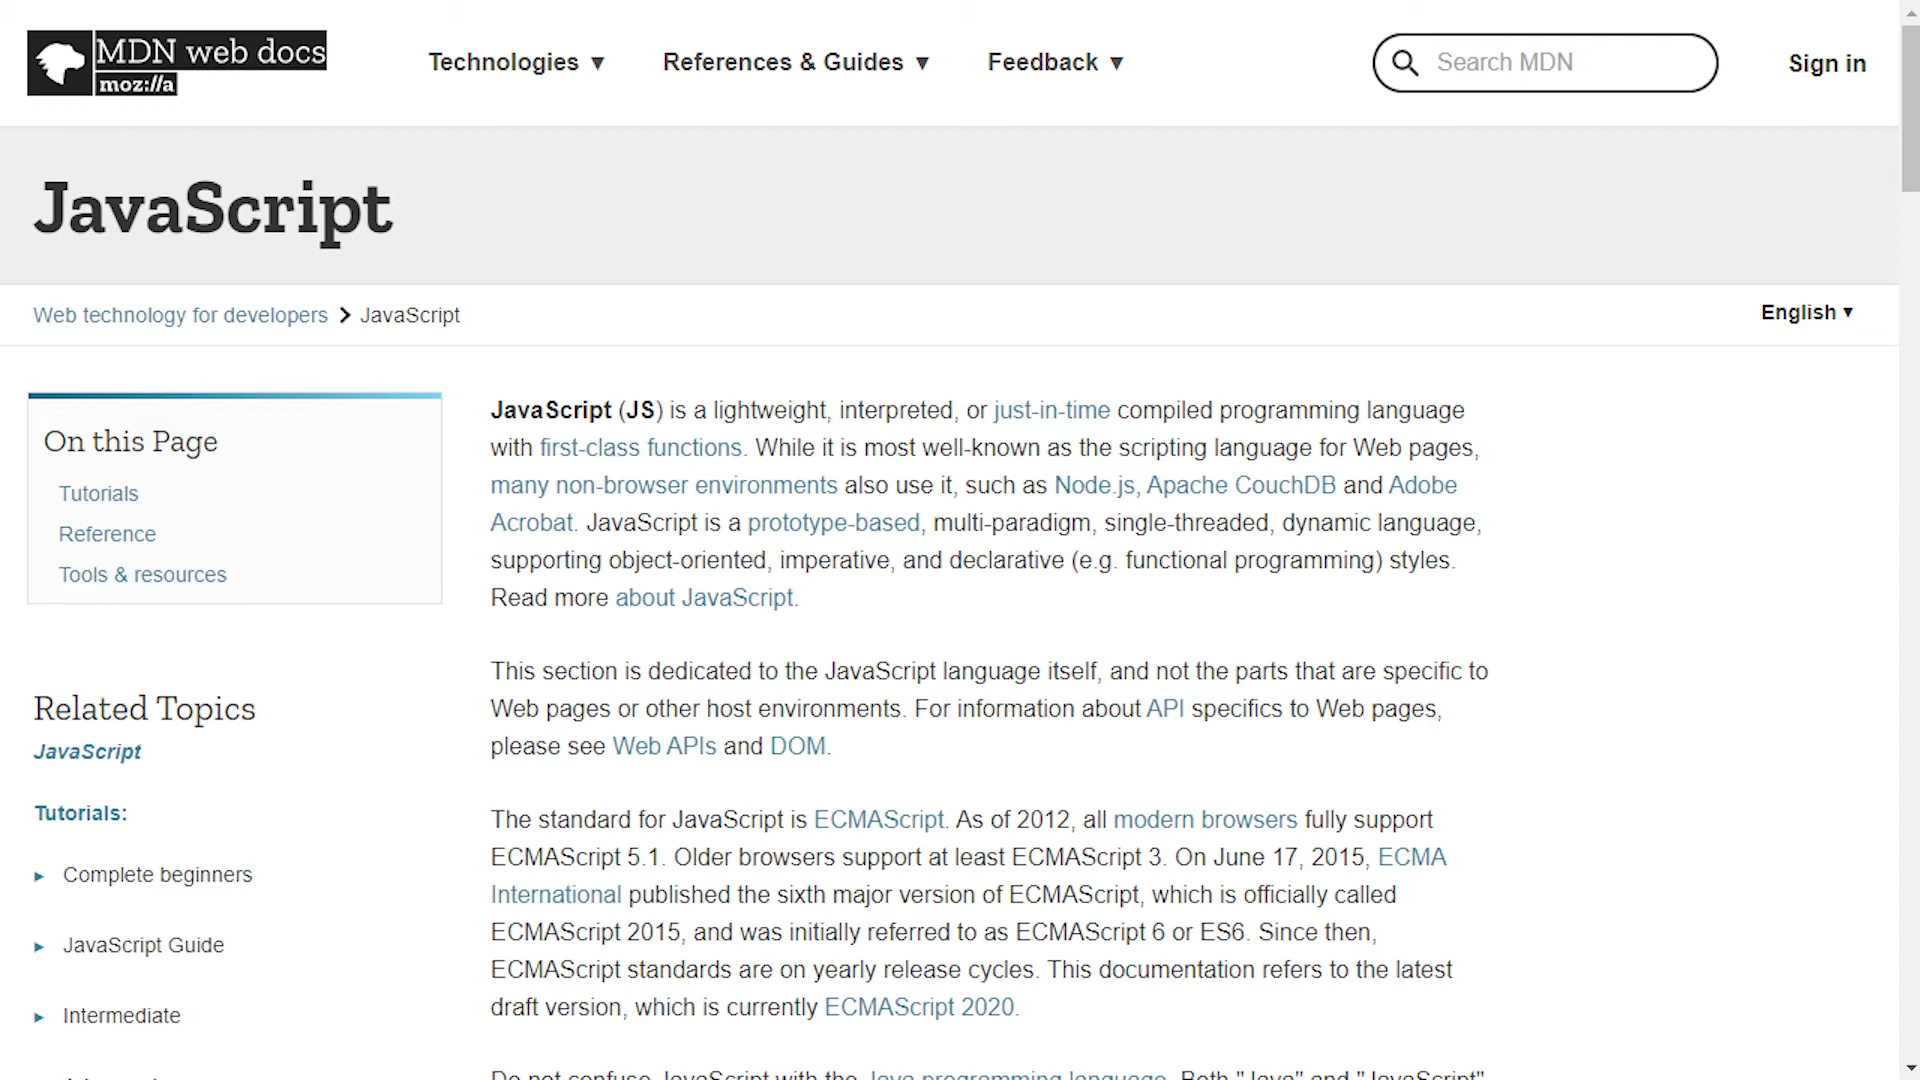 MDN web docs
moz://a
Technologies ▼
References & Guides ▼
Feedback ▼
Search MDN
Sign in
JavaScript
Web technology for developers > JavaScript
English ▼
On this Page
Tutorials
Reference
Tools & resources
Related Topics
JavaScript
Tutorials:
Complete beginners
JavaScript Guide
Intermediate
JavaScript (JS) is a lightweight, interpreted, or just-in-time compiled programming language
with first-class functions. While it is most well-known as the scripting language for Web pages,
many non-browser environments also use it, such as Node.js, Apache CouchDB and Adobe
Acrobat. JavaScript is a prototype-based, multi-paradigm, single-threaded, dynamic language,
supporting object-oriented, imperative, and declarative (e.g. functional programming) styles.
Read more about JavaScript.
This section is dedicated to the JavaScript language itself, and not the parts that are specific to
Web pages or other host environments. For information about API specifics to Web pages,
please see Web APIs and DOM.
The standard for JavaScript is ECMAScript. As of 2012, all modern browsers fully support
ECMAScript 5.1. Older browsers support at least ECMAScript 3. On June 17, 2015, ECMA
International published the sixth major version of ECMAScript, which is officially called
ECMAScript 2015, and was initially referred to as ECMAScript 6 or ES6. Since then,
ECMAScript standards are on yearly release cycles. This documentation refers to the latest
draft version, which is currently ECMAScript 2020.
Do not confuse JavaScript with the Java programming language. Both "Java" and "JavaScript"